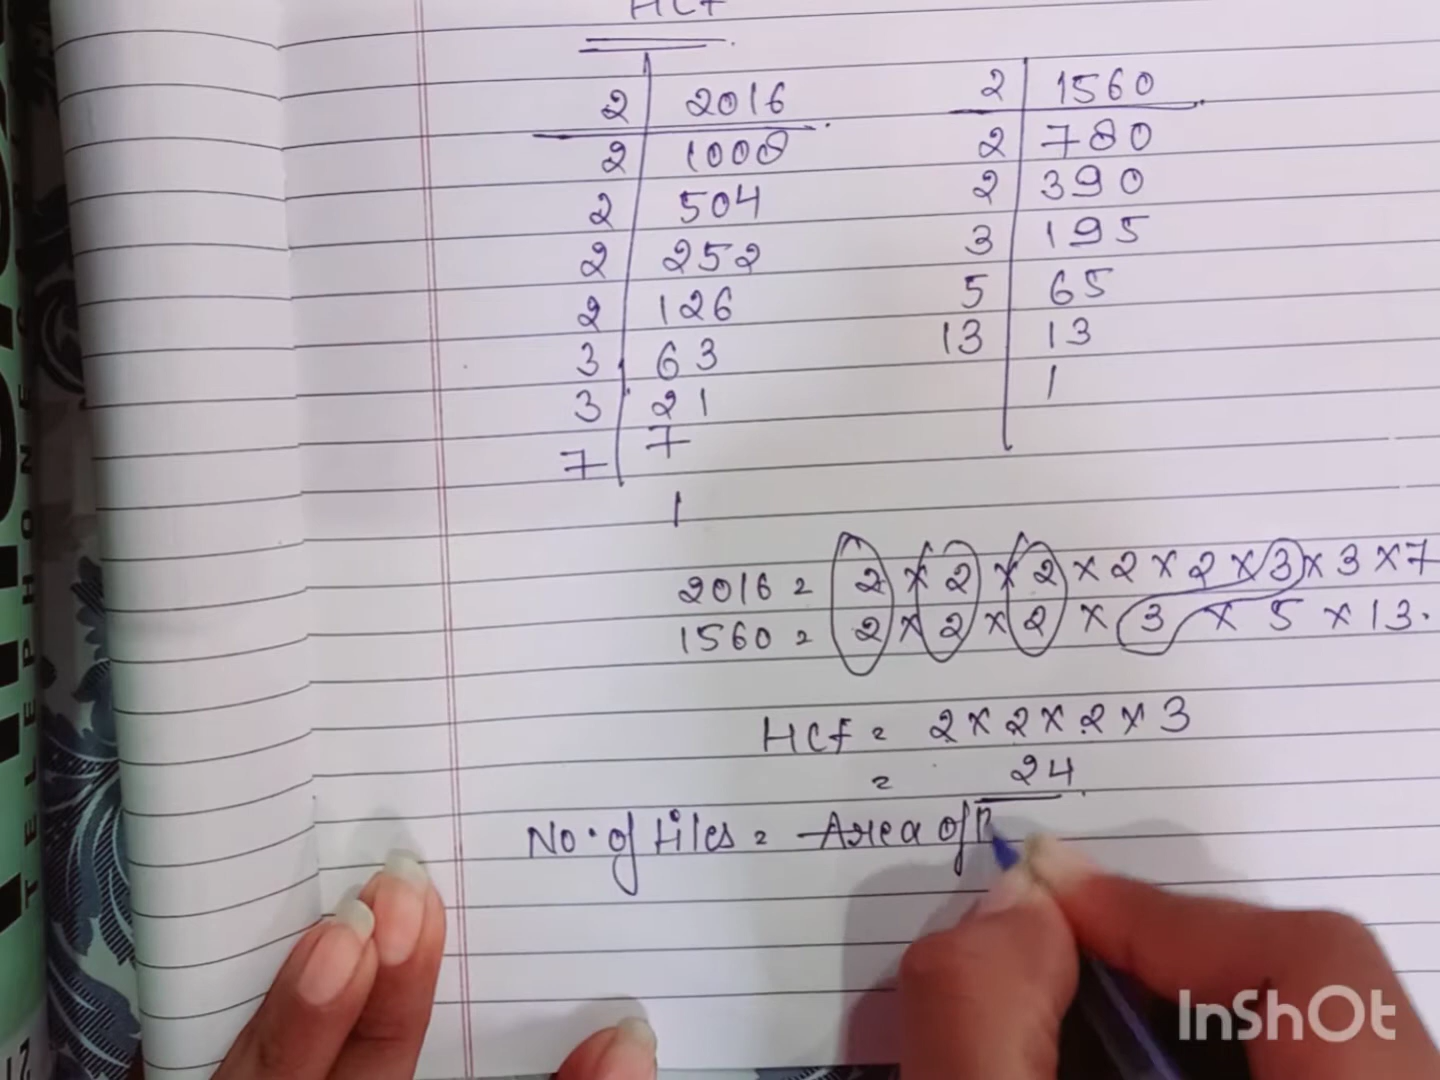 HCF
2 | 2016
2 | 1008
2 | 504
2 | 252
2 | 126
3 | 63
3 | 21
7 | 7
1
2 | 1560
2 | 780
2 | 390
3 | 195
5 | 65
13 | 13
1
2016 = 2 × 2 × 2 × 2 × 2 × 3 × 3 × 7
1560 = 2 × 2 × 2 × 3 × 5 × 13.
HCF = 2 × 2 × 2 × 3
= 24
No. of tiles = Area of
TELEPHONE
InShOt